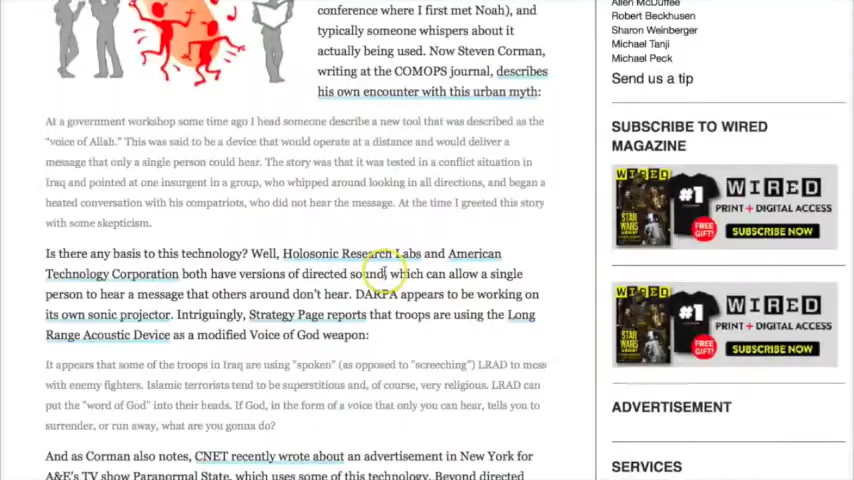 conference where I first met Noah), and
typically someone whispers about it
actually being used. Now Steven Corman,
writing at the COMOPS journal, describes
his own encounter with this urban myth:
At a government workshop some time ago I head someone describe a new tool that was described as the
"voice of Allah." This was said to be a device that would operate at a distance and would deliver a
message that only a single person could hear. The story was that it was tested in a conflict situation in
Iraq and pointed at one insurgent in a group, who whipped around looking in all directions, and began a
heated conversation with his compatriots, who did not hear the message. At the time I greeted this story
with some skepticism.
Is there any basis to this technology? Well, Holosonic Research Labs and American
Technology Corporation both have versions of directed sound, which can allow a single
person to hear a message that others around don't hear. DARPA appears to be working on
its own sonic projector. Intriguingly, Strategy Page reports that troops are using the Long
Range Acoustic Device as a modified Voice of God weapon:
It appears that some of the troops in Iraq are using "spoken" (as opposed to "screeching") LRAD to mess
with enemy fighters. Islamic terrorists tend to be superstitious and, of course, very religious. LRAD can
put the "word of God" into their heads. If God, in the form of a voice that only you can hear, tells you to
surrender, or run away, what are you gonna do?
And as Corman also notes, CNET recently wrote about an advertisement in New York for
A&E's TV show Paranormal State, which uses some of this technology. Beyond directed
Allen McDuffee
Robert Beckhusen
Sharon Weinberger
Michael Tanji
Michael Peck
Send us a tip
SUBSCRIBE TO WIRED
MAGAZINE
WIRED
STAR
WARS
#1
FREE
GIFT!
WIRED
PRINT + DIGITAL ACCESS
SUBSCRIBE NOW
WIRED
STAR
WARS
#1
FREE
GIFT!
WIRED
PRINT + DIGITAL ACCESS
SUBSCRIBE NOW
ADVERTISEMENT
SERVICES